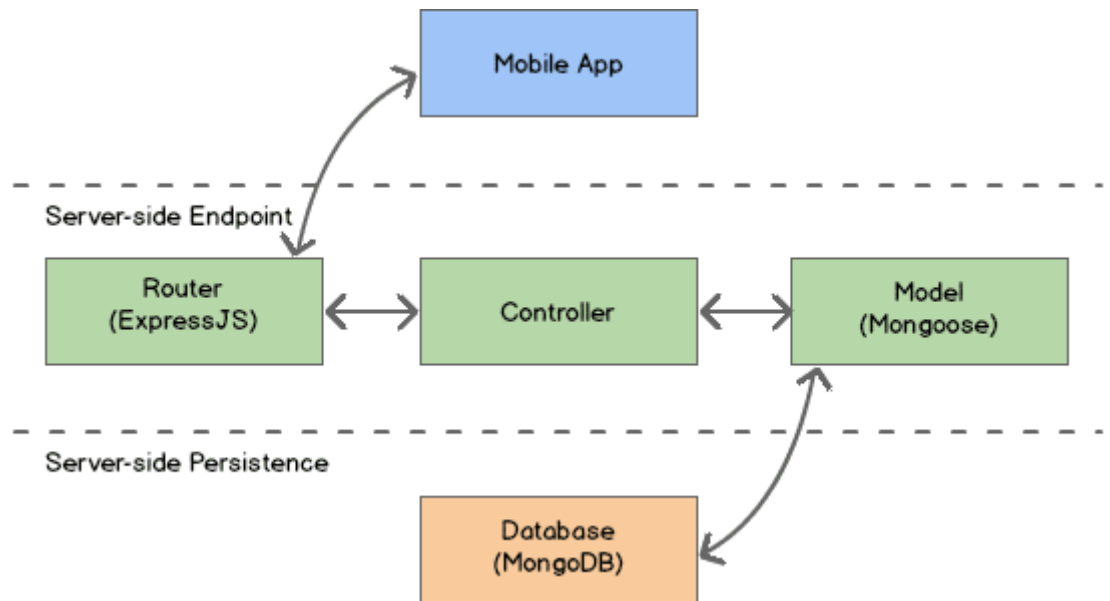 Mobile App
Server-side Endpoint
Router
(ExpressJS)
Controller
Model
(Mongoose)
Server-side Persistence
Database
(MongoDB)